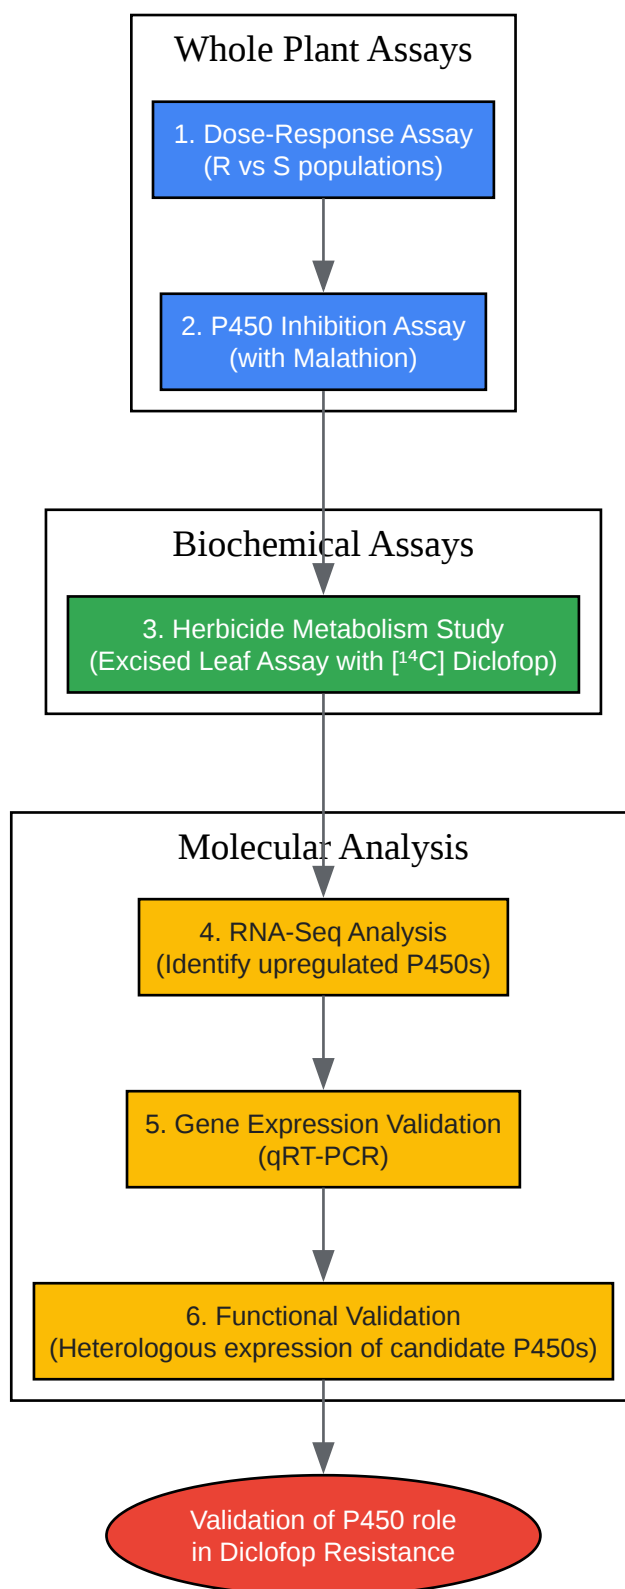 Whole Plant Assays
1. Dose-Response Assay
(R vs S populations)
2. P450 Inhibition Assay
(with Malathion)
Biochemical Assays
3. Herbicide Metabolism Study
(Excised Leaf Assay with [¹⁴C] Diclofop)
Molecular Analysis
4. RNA-Seq Analysis
(Identify upregulated P450s)
5. Gene Expression Validation
(qRT-PCR)
6. Functional Validation
(Heterologous expression of candidate P450s)
Validation of P450 role
in Diclofop Resistance